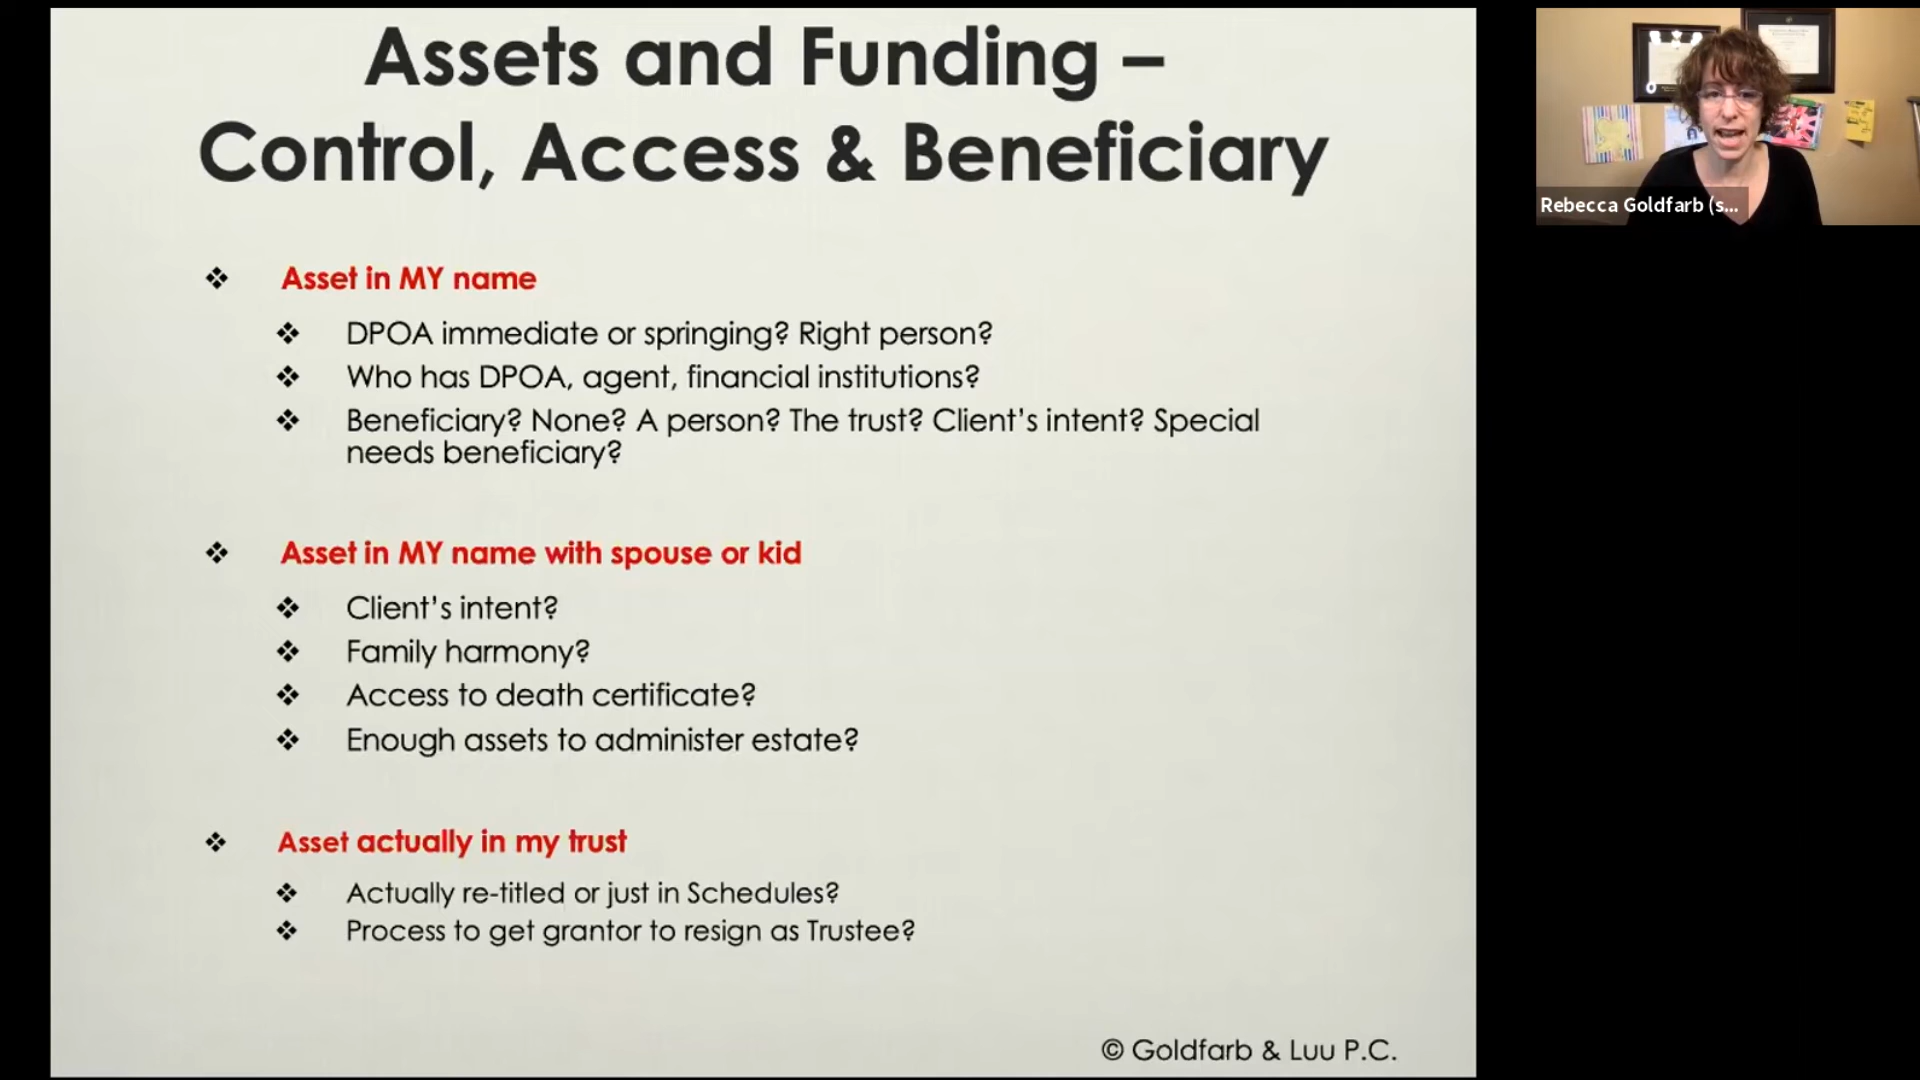 Assets and Funding –
Control, Access & Beneficiary
Asset in MY name
DPOA immediate or springing? Right person?
Who has DPOA, agent, financial institutions?
Beneficiary? None? A person? The trust? Client’s intent? Special
needs beneficiary?
Asset in MY name with spouse or kid
Client’s intent?
Family harmony?
Access to death certificate?
Enough assets to administer estate?
Asset actually in my trust
Actually re-titled or just in Schedules?
Process to get grantor to resign as Trustee?
© Goldfarb & Luu P.C.
Rebecca Goldfarb (s...